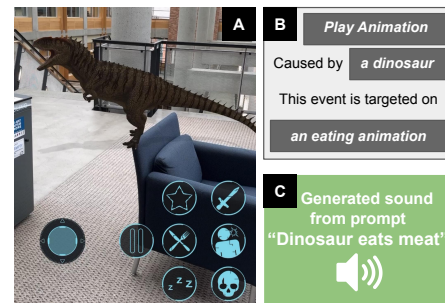 A
z z Z
B
Play Animation
Caused by a dinosaur
This event is targeted on
an eating animation
C
Generated sound
from prompt
“Dinosaur eats meat”